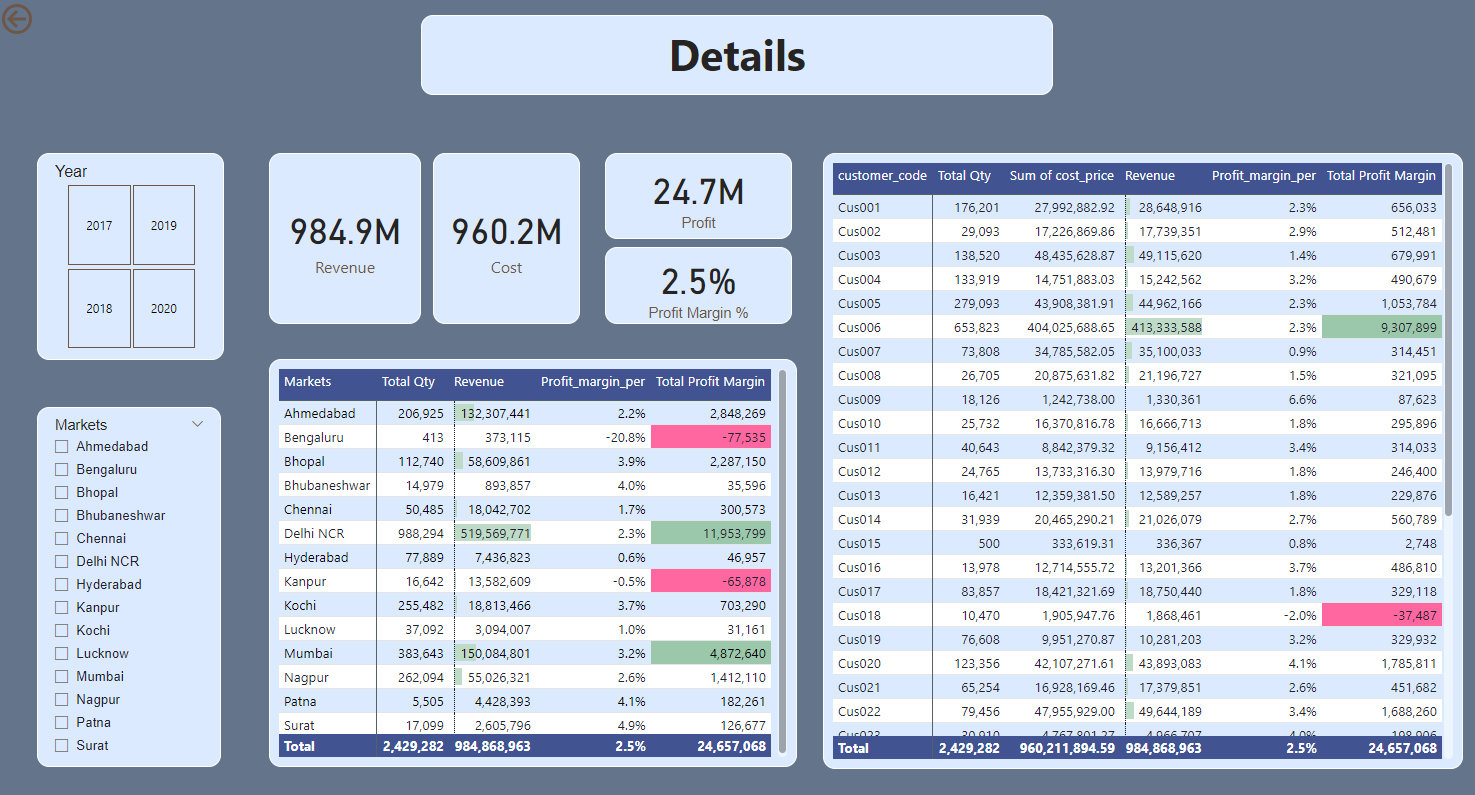 Details
Year
2017 2019
2018 2020
984.9M
Revenue
960.2M
Cost
24.7M
Profit
2.5%
Profit Margin %
Markets
Ahmedabad
Bengaluru
Bhopal
Bhubaneshwar
Chennai
Delhi NCR
Hyderabad
Kanpur
Kochi
Lucknow
Mumbai
Nagpur
Patna
Surat
Markets Total Qty Revenue Profit_margin_per Total Profit Margin
Ahmedabad 206,925 132,307,441 2.2% 2,848,269
Bengaluru 413 373,115 -20.8% -77,535
Bhopal 112,740 58,609,861 3.9% 2,287,150
Bhubaneshwar 14,979 893,857 4.0% 35,596
Chennai 50,485 18,042,702 1.7% 300,573
Delhi NCR 988,294 519,569,771 2.3% 11,953,799
Hyderabad 77,889 7,436,823 0.6% 46,957
Kanpur 16,642 13,582,609 -0.5% -65,878
Kochi 255,482 18,813,466 3.7% 703,290
Lucknow 37,092 3,094,007 1.0% 31,161
Mumbai 383,643 150,084,801 3.2% 4,872,640
Nagpur 262,094 55,026,321 2.6% 1,412,110
Patna 5,505 4,428,393 4.1% 182,261
Surat 17,099 2,605,796 4.9% 126,677
Total 2,429,282 984,868,963 2.5% 24,657,068
customer_code Total Qty Sum of cost_price Revenue Profit_margin_per Total Profit Margin
Cus001 176,201 27,992,882.92 28,648,916 2.3% 656,033
Cus002 29,093 17,226,869.86 17,739,351 2.9% 512,481
Cus003 138,520 48,435,628.87 49,115,620 1.4% 679,991
Cus004 133,919 14,751,883.03 15,242,562 3.2% 490,679
Cus005 279,093 43,908,381.91 44,962,166 2.3% 1,053,784
Cus006 653,823 404,025,688.65 413,333,588 2.3% 9,307,899
Cus007 73,808 34,785,582.05 35,100,033 0.9% 314,451
Cus008 26,705 20,875,631.82 21,196,727 1.5% 321,095
Cus009 18,126 1,242,738.00 1,330,361 6.6% 87,623
Cus010 25,732 16,370,816.78 16,666,713 1.8% 295,896
Cus011 40,643 8,842,379.32 9,156,412 3.4% 314,033
Cus012 24,765 13,733,316.30 13,979,716 1.8% 246,400
Cus013 16,421 12,359,381.50 12,589,257 1.8% 229,876
Cus014 31,939 20,465,290.21 21,026,079 2.7% 560,789
Cus015 500 333,619.31 336,367 0.8% 2,748
Cus016 13,978 12,714,555.72 13,201,366 3.7% 486,810
Cus017 83,857 18,421,321.69 18,750,440 1.8% 329,118
Cus018 10,470 1,905,947.76 1,868,461 -2.0% -37,487
Cus019 76,608 9,951,270.87 10,281,203 3.2% 329,932
Cus020 123,356 42,107,271.61 43,893,083 4.1% 1,785,811
Cus021 65,254 16,928,169.46 17,379,851 2.6% 451,682
Cus022 79,456 47,955,929.00 49,644,189 3.4% 1,688,260
Total 2,429,282 960,211,894.59 984,868,963 2.5% 24,657,068